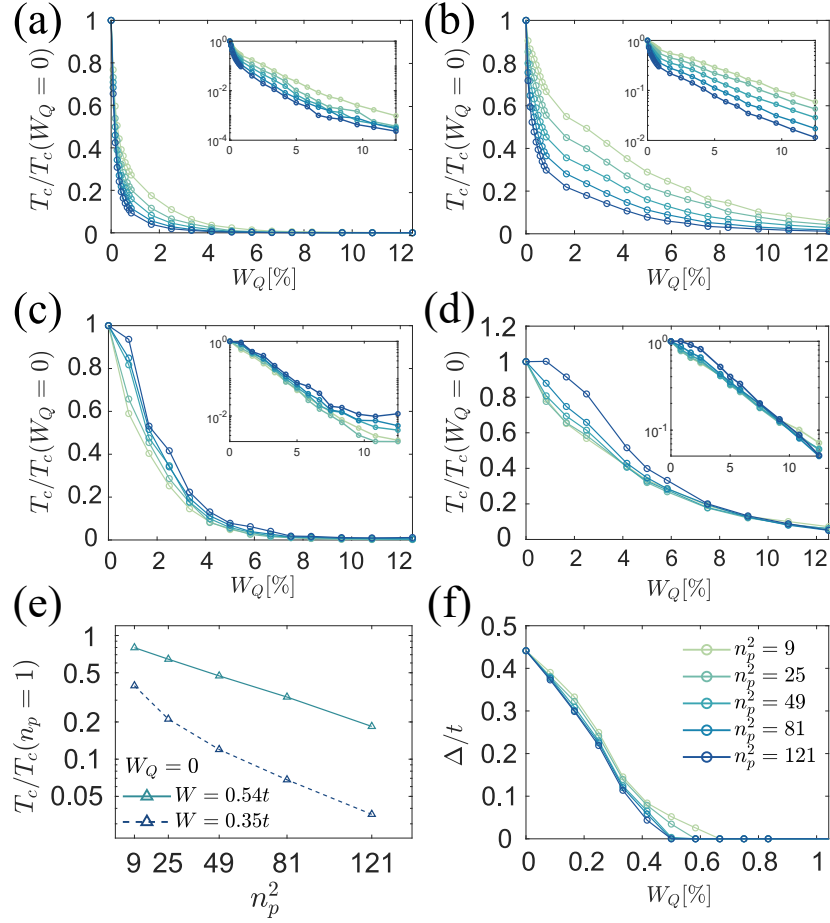 (a)
1
0.8
0.6
0.4
0.2
0
T_c/T_c(W_Q = 0)
0 2 4 6 8 10 12
W_Q[%]
10^0
10^-2
10^-4
0 5 10
(b)
1
0.8
0.6
0.4
0.2
0
T_c/T_c(W_Q = 0)
0 2 4 6 8 10 12
W_Q[%]
10^0
10^-1
10^-2
0 5 10
(c)
1
0.8
0.6
0.4
0.2
0
T_c/T_c(W_Q = 0)
0 2 4 6 8 10 12
W_Q[%]
10^0
10^-2
0 5 10
(d)
1.2
1
0.8
0.6
0.4
0.2
0
T_c/T_c(W_Q = 0)
0 2 4 6 8 10 12
W_Q[%]
10^0
10^-1
0 5 10
(e)
1
0.5
0.2
0.1
0.05
T_c/T_c(n_p = 1)
W_Q = 0
W = 0.54t
W = 0.35t
9 25 49 81 121
n_p^2
(f)
0.5
0.4
0.3
0.2
0.1
0
Δ/t
n_p^2 = 9
n_p^2 = 25
n_p^2 = 49
n_p^2 = 81
n_p^2 = 121
0 0.2 0.4 0.6 0.8 1
W_Q[%]